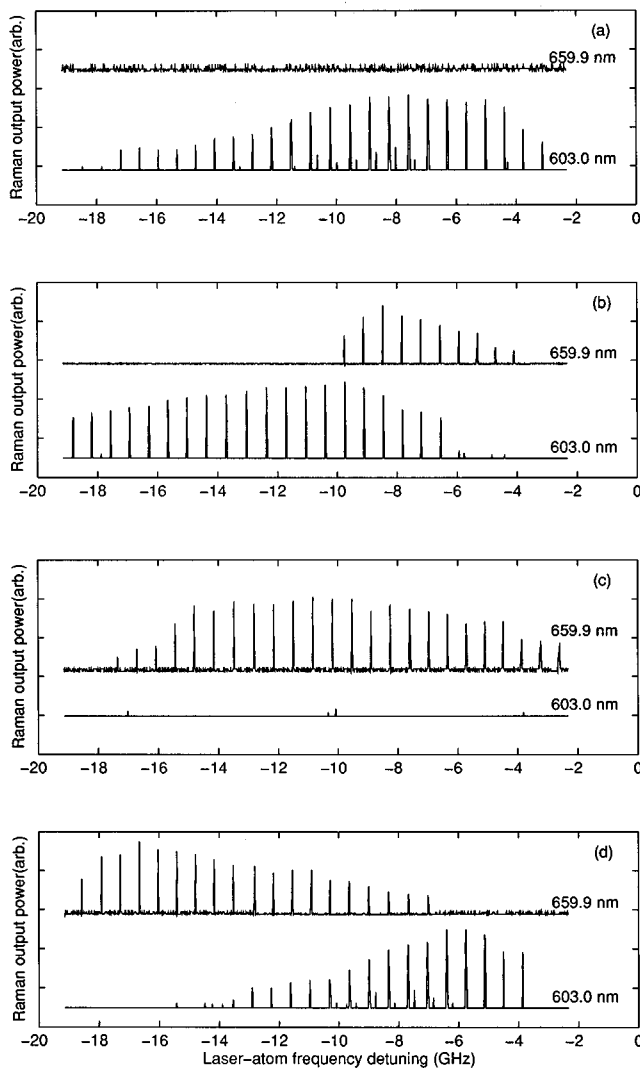 (a)
659.9 nm
603.0 nm
Raman output power(arb.)
−20 −18 −16 −14 −12 −10 −8 −6 −4 −2 0
(b)
659.9 nm
603.0 nm
Raman output power(arb.)
−20 −18 −16 −14 −12 −10 −8 −6 −4 −2 0
(c)
659.9 nm
603.0 nm
Raman output power(arb.)
−20 −18 −16 −14 −12 −10 −8 −6 −4 −2 0
(d)
659.9 nm
603.0 nm
Raman output power(arb.)
−20 −18 −16 −14 −12 −10 −8 −6 −4 −2 0
Laser−atom frequency detuning (GHz)